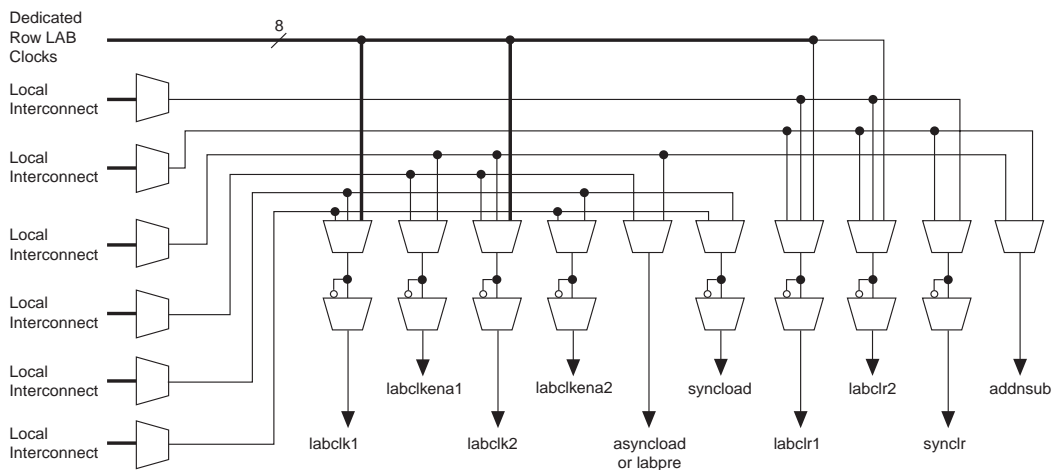 Dedicated
Row LAB
Clocks
8
Local
Interconnect
Local
Interconnect
Local
Interconnect
Local
Interconnect
Local
Interconnect
Local
Interconnect
labclkena1
labclkena2
syncload
labclr2
addnsub
labclk1
labclk2
asyncload
or labpre
labclr1
synclr